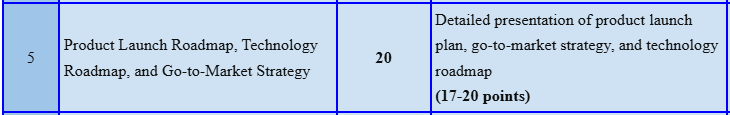 5
Product Launch Roadmap, Technology
Roadmap, and Go-to-Market Strategy
20
Detailed presentation of product launch
plan, go-to-market strategy, and technology
roadmap
(17-20 points)